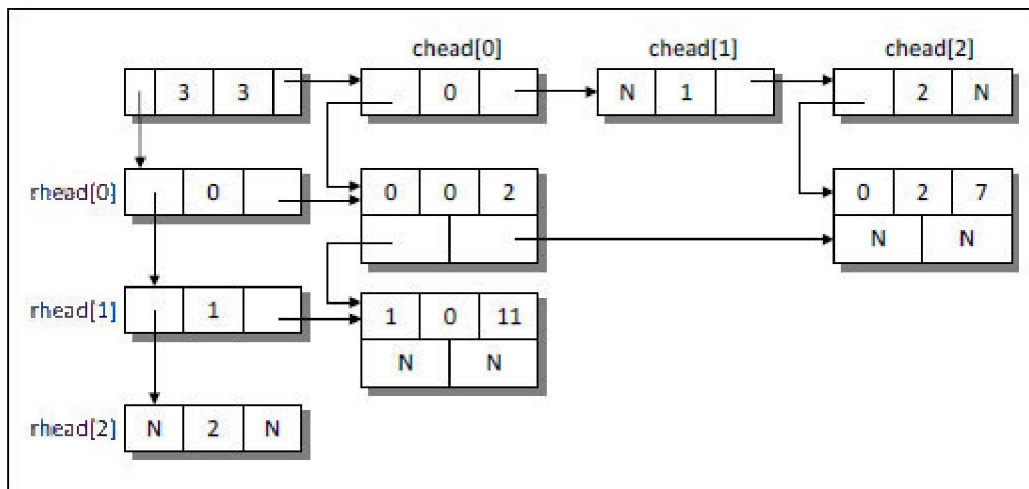 chead[0] chead[1] chead[2]
3 3 0 N 1 2 N
rhead[0] 0 0 0 2 0 2 7
N N
rhead[1] 1 1 0 11
N N
rhead[2] N 2 N